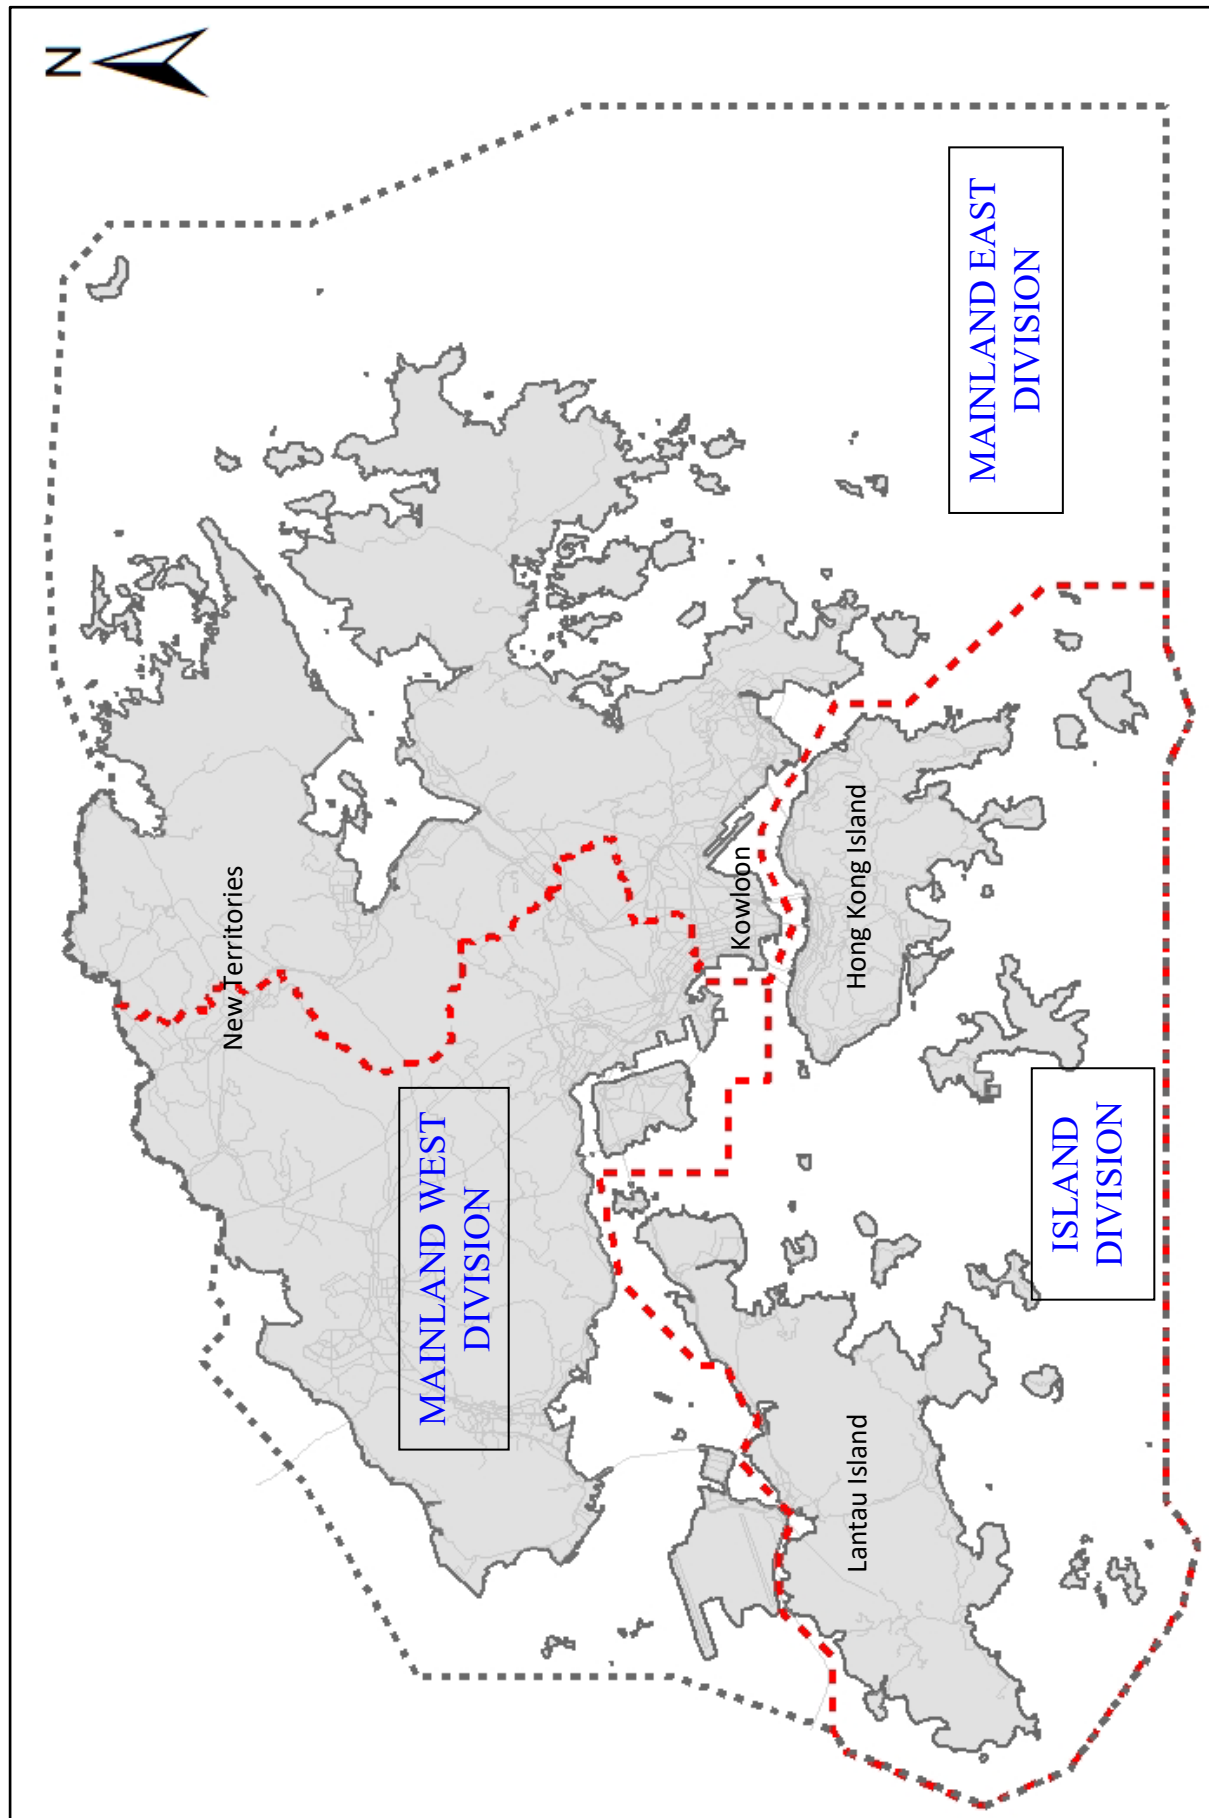 N
New Territories
MAINLAND WEST
DIVISION
Kowloon
Hong Kong Island
Lantau Island
MAINLAND EAST
DIVISION
ISLAND
DIVISION